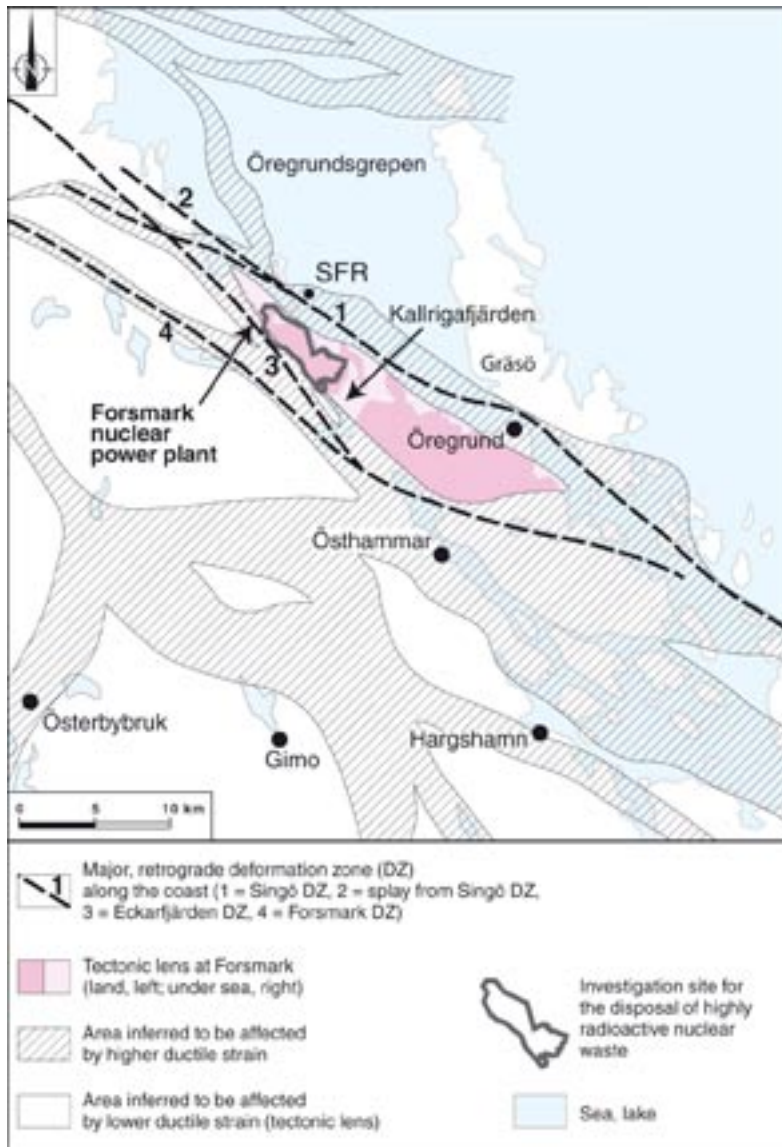 N
Öregrundsgrepen
2
SFR
1
Kallrigafjärden
4
3
Gräsö
Forsmark
nuclear
power plant
Öregrund
Östhammar
Österbybruk
Gimo
Hargshamn
0 5 10 km
1
Major, retrograde deformation zone (DZ)
along the coast (1 = Singö DZ, 2 = splay from Singö DZ,
3 = Eckarfjärden DZ, 4 = Forsmark DZ)
Tectonic lens at Forsmark
(land, left; under sea, right)
Area inferred to be affected
by higher ductile strain
Area inferred to be affected
by lower ductile strain (tectonic lens)
Investigation site for
the disposal of highly
radioactive nuclear
waste
Sea, lake